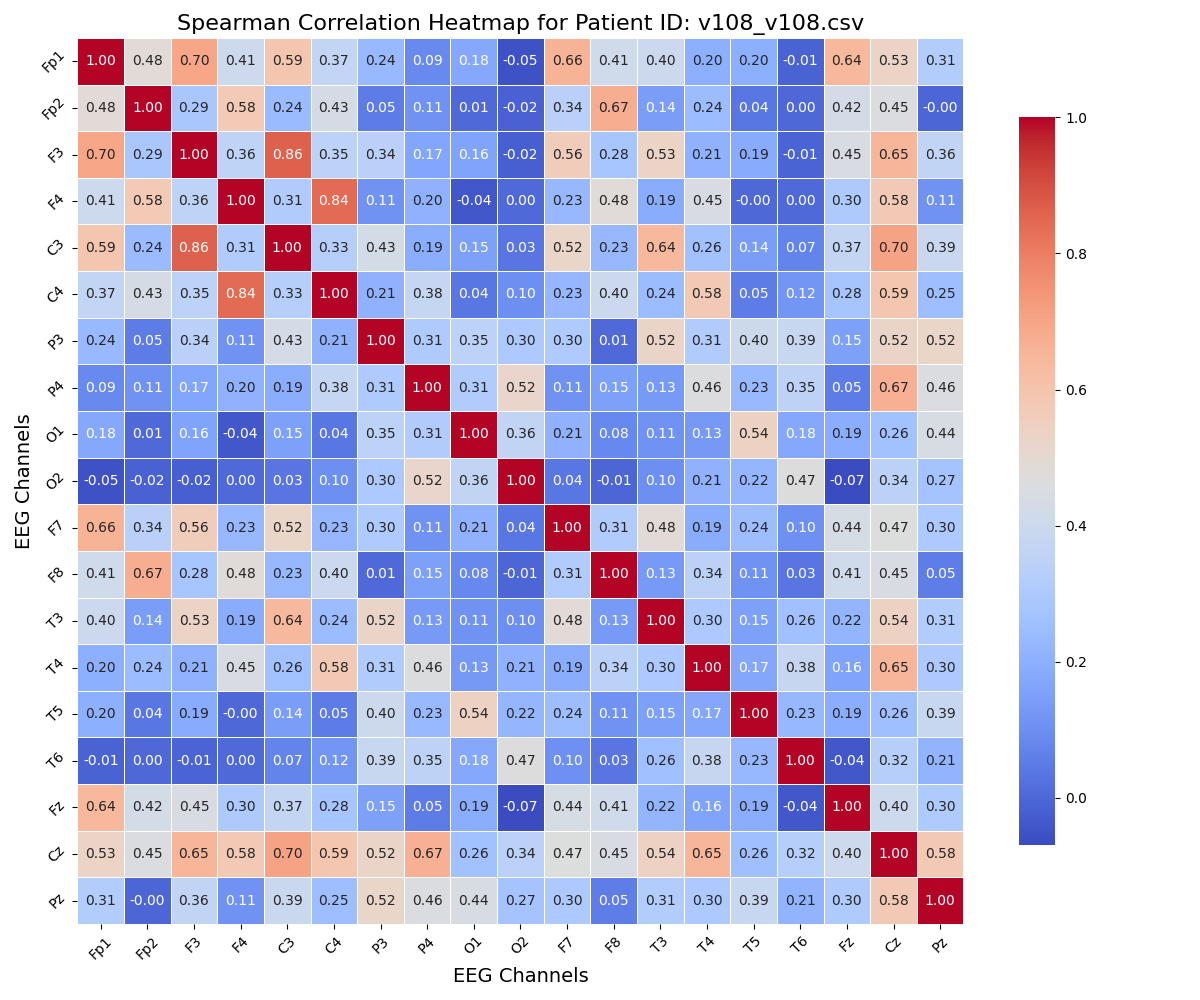 Spearman Correlation Heatmap for Patient ID: v108_v108.csv
Fp1 1.00 0.48 0.70 0.41 0.59 0.37 0.24 0.09 0.18 -0.05 0.66 0.41 0.40 0.20 0.20 -0.01 0.64 0.53 0.31
Fp2 0.48 1.00 0.29 0.58 0.24 0.43 0.05 0.11 0.01 -0.02 0.34 0.67 0.14 0.24 0.04 0.00 0.42 0.45 -0.00
F3 0.70 0.29 1.00 0.36 0.86 0.35 0.34 0.17 0.16 -0.02 0.56 0.28 0.53 0.21 0.19 -0.01 0.45 0.65 0.36
F4 0.41 0.58 0.36 1.00 0.31 0.84 0.11 0.20 -0.04 0.00 0.23 0.48 0.19 0.45 -0.00 0.00 0.30 0.58 0.11
C3 0.59 0.24 0.86 0.31 1.00 0.33 0.43 0.19 0.15 0.03 0.52 0.23 0.64 0.26 0.14 0.07 0.37 0.70 0.39
C4 0.37 0.43 0.35 0.84 0.33 1.00 0.21 0.38 0.04 0.10 0.23 0.40 0.24 0.58 0.05 0.12 0.28 0.59 0.25
P3 0.24 0.05 0.34 0.11 0.43 0.21 1.00 0.31 0.35 0.30 0.30 0.01 0.52 0.31 0.40 0.39 0.15 0.52 0.52
P4 0.09 0.11 0.17 0.20 0.19 0.38 0.31 1.00 0.31 0.52 0.11 0.15 0.13 0.46 0.23 0.35 0.05 0.67 0.46
O1 0.18 0.01 0.16 -0.04 0.15 0.04 0.35 0.31 1.00 0.36 0.21 0.08 0.11 0.13 0.54 0.18 0.19 0.26 0.44
O2 -0.05 -0.02 -0.02 0.00 0.03 0.10 0.30 0.52 0.36 1.00 0.04 -0.01 0.10 0.21 0.22 0.47 -0.07 0.34 0.27
F7 0.66 0.34 0.56 0.23 0.52 0.23 0.30 0.11 0.21 0.04 1.00 0.31 0.48 0.19 0.24 0.10 0.44 0.47 0.30
F8 0.41 0.67 0.28 0.48 0.23 0.40 0.01 0.15 0.08 -0.01 0.31 1.00 0.13 0.34 0.11 0.03 0.41 0.45 0.05
T3 0.40 0.14 0.53 0.19 0.64 0.24 0.52 0.13 0.11 0.10 0.48 0.13 1.00 0.30 0.15 0.26 0.22 0.54 0.31
T4 0.20 0.24 0.21 0.45 0.26 0.58 0.31 0.46 0.13 0.21 0.19 0.34 0.30 1.00 0.17 0.38 0.16 0.65 0.30
T5 0.20 0.04 0.19 -0.00 0.14 0.05 0.40 0.23 0.54 0.22 0.24 0.11 0.15 0.17 1.00 0.23 0.19 0.26 0.39
T6 -0.01 0.00 -0.01 0.00 0.07 0.12 0.39 0.35 0.18 0.47 0.10 0.03 0.26 0.38 0.23 1.00 -0.04 0.32 0.21
Fz 0.64 0.42 0.45 0.30 0.37 0.28 0.15 0.05 0.19 -0.07 0.44 0.41 0.22 0.16 0.19 -0.04 1.00 0.40 0.30
Cz 0.53 0.45 0.65 0.58 0.70 0.59 0.52 0.67 0.26 0.34 0.47 0.45 0.54 0.65 0.26 0.32 0.40 1.00 0.58
Pz 0.31 -0.00 0.36 0.11 0.39 0.25 0.52 0.46 0.44 0.27 0.30 0.05 0.31 0.30 0.39 0.21 0.30 0.58 1.00
Fp1 Fp2 F3 F4 C3 C4 P3 P4 O1 O2 F7 F8 T3 T4 T5 T6 Fz Cz Pz
EEG Channels
EEG Channels
1.0
0.8
0.6
0.4
0.2
0.0